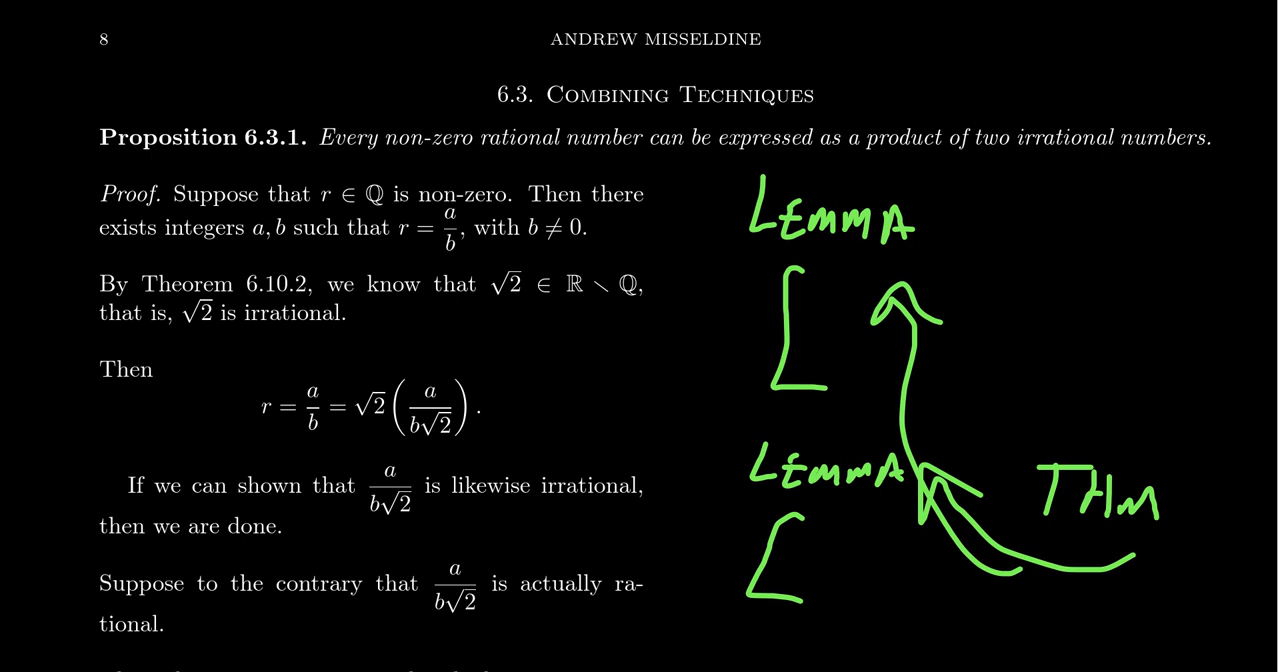 8 ANDREW MISSELDINE
6.3. COMBINING TECHNIQUES
Proposition 6.3.1. Every non-zero rational number can be expressed as a product of two irrational numbers.
Proof. Suppose that r ∈ ℚ is non-zero. Then there
exists integers a, b such that r = a/b, with b ≠ 0.
By Theorem 6.10.2, we know that √2 ∈ ℝ ∖ ℚ,
that is, √2 is irrational.
Then
r = a/b = √2 (a/(b√2)).
If we can shown that a/(b√2) is likewise irrational,
then we are done.
Suppose to the contrary that a/(b√2) is actually ra-
tional.
LEMMA
LEMMA
THM